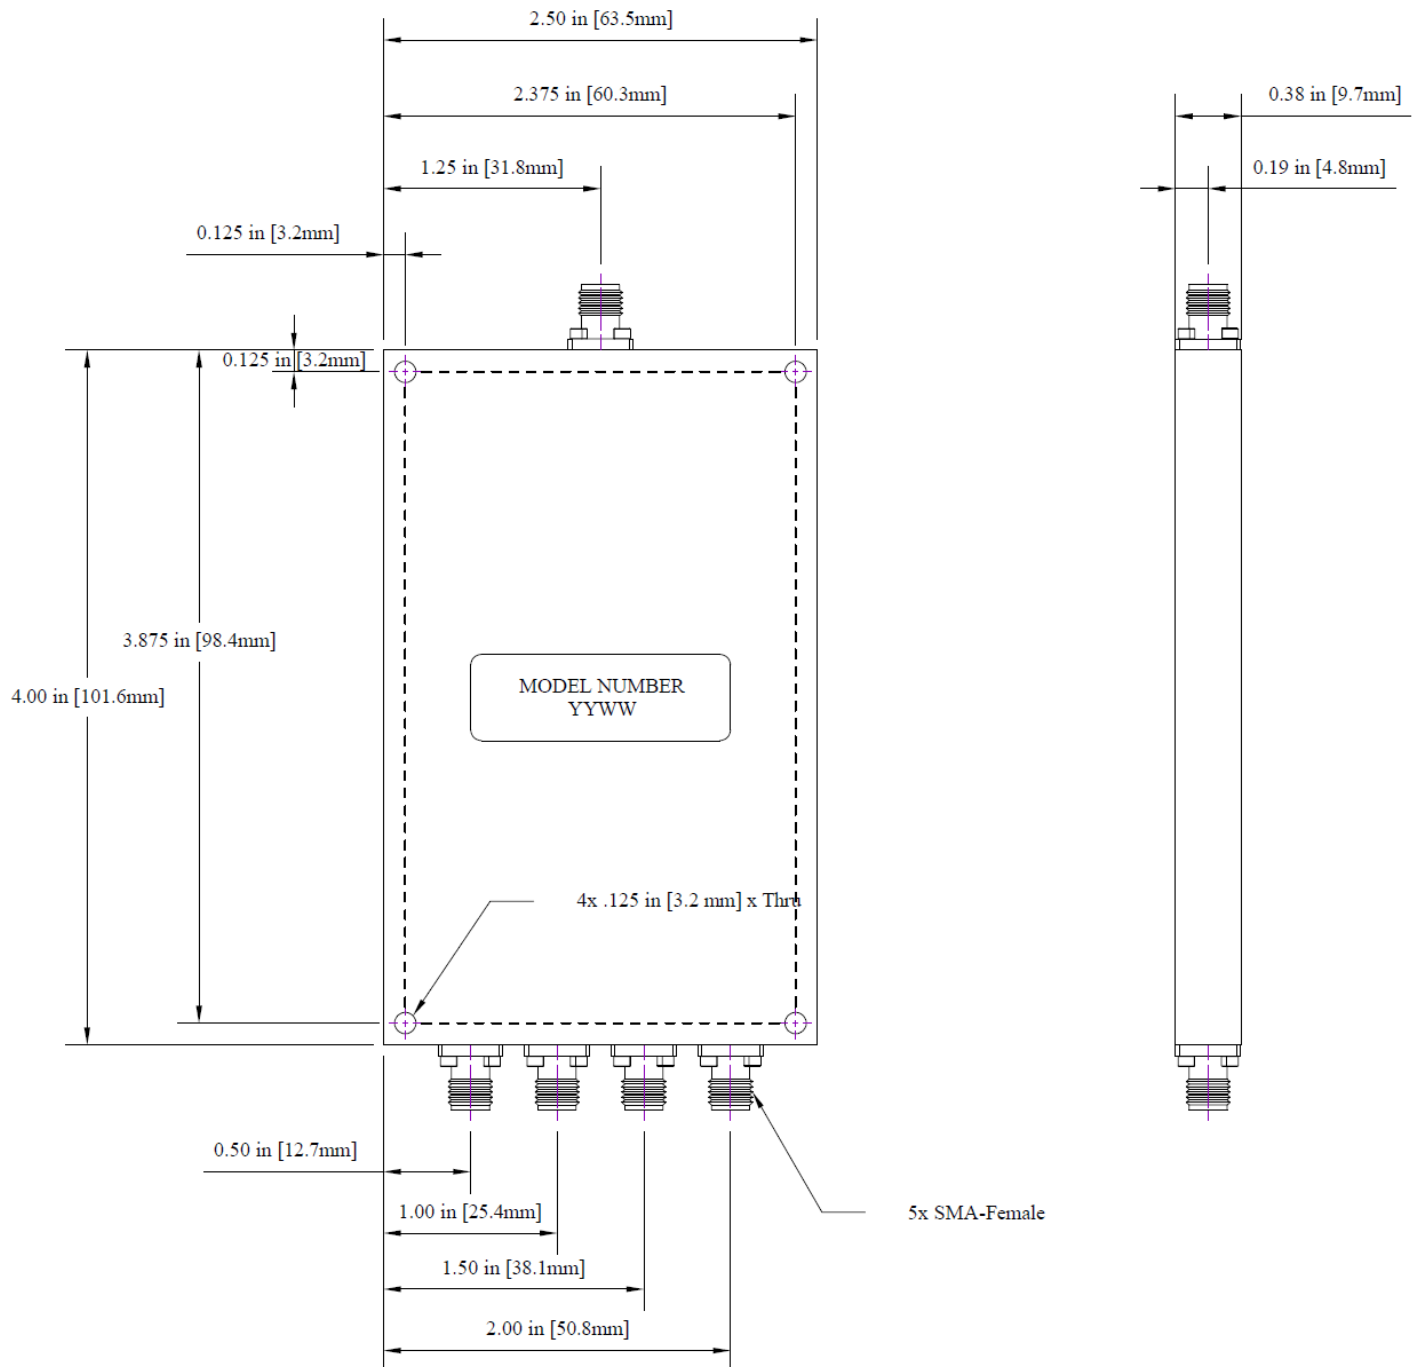 2.50 in [63.5mm]
2.375 in [60.3mm]
0.38 in [9.7mm]
1.25 in [31.8mm]
0.19 in [4.8mm]
0.125 in [3.2mm]
0.125 in [3.2mm]
3.875 in [98.4mm]
4.00 in [101.6mm]
MODEL NUMBER
YYWW
4x .125 in [3.2 mm] x Thru
0.50 in [12.7mm]
1.00 in [25.4mm]
5x SMA-Female
1.50 in [38.1mm]
2.00 in [50.8mm]